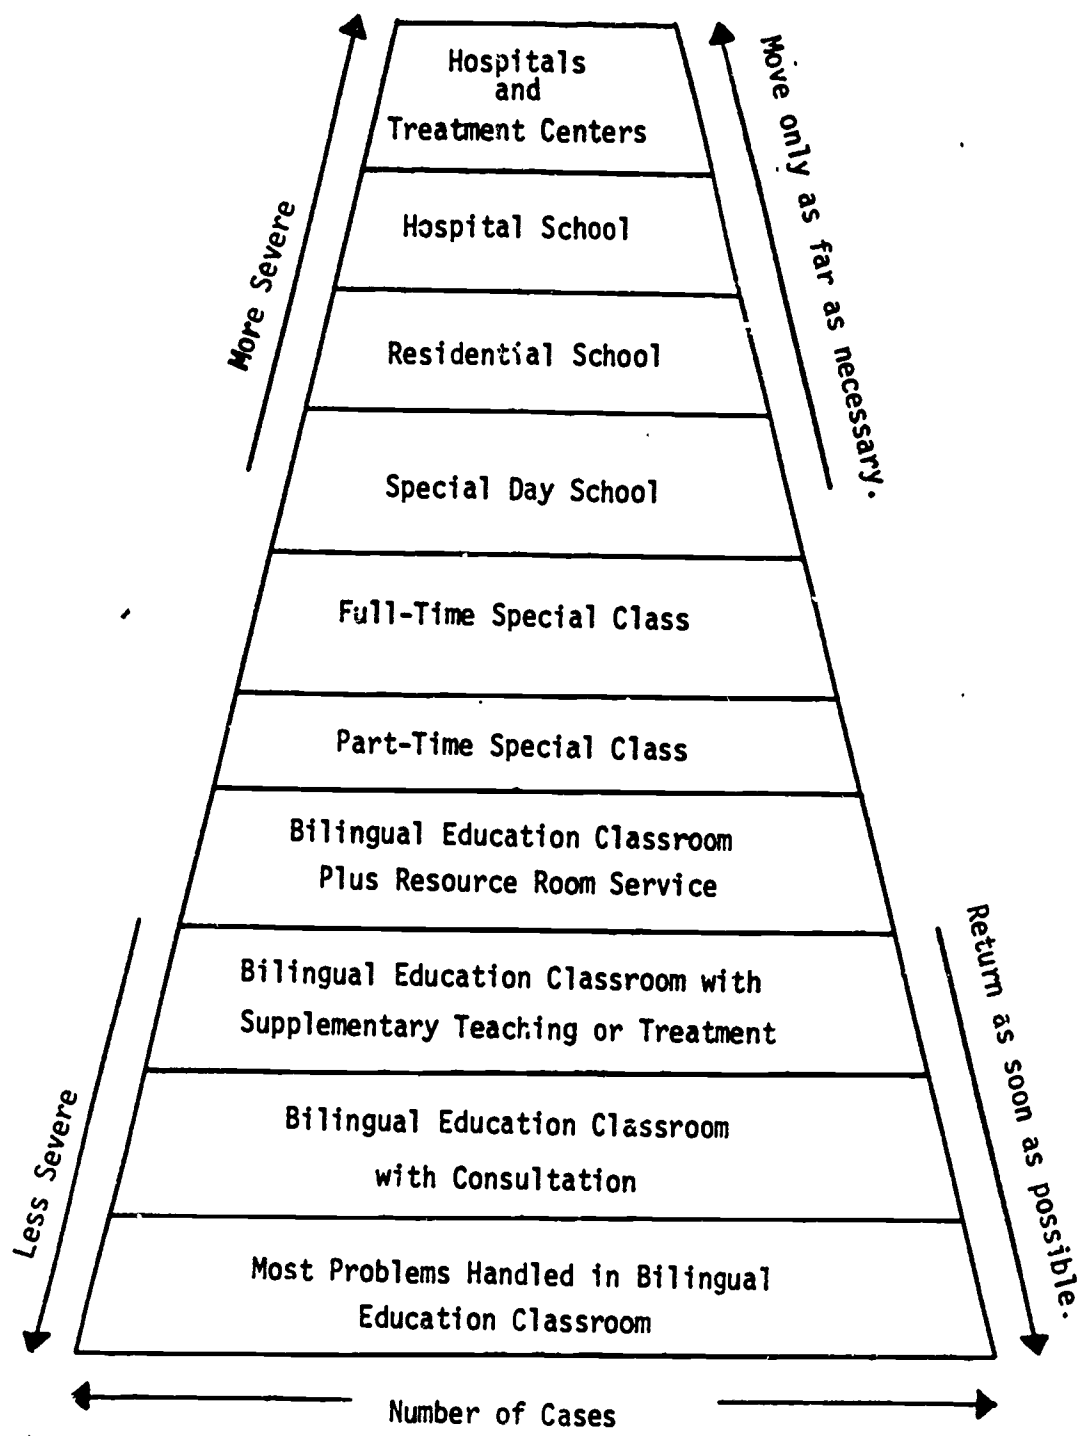 Hospitals
and
Treatment Centers
Hospital School
Residential School
Special Day School
Full-Time Special Class
Part-Time Special Class
Bilingual Education Classroom
Plus Resource Room Service
Bilingual Education Classroom with
Supplementary Teaching or Treatment
Bilingual Education Classroom
with Consultation
Most Problems Handled in Bilingual
Education Classroom
More Severe
Less Severe
Move only as far as necessary.
Return as soon as possible.
Number of Cases